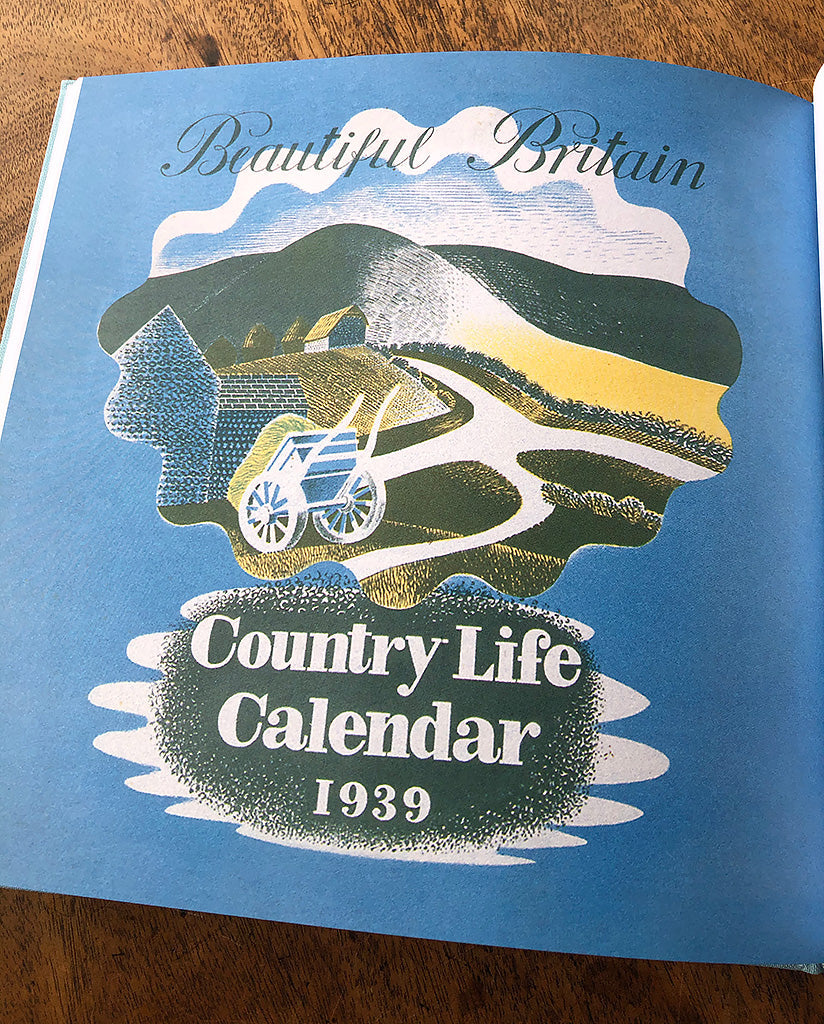 Beautiful Britain
Country Life
Calendar
1939